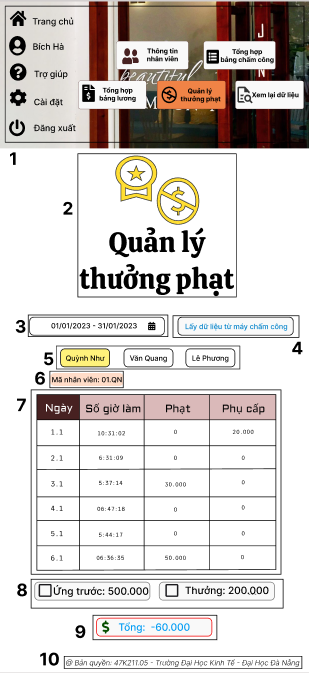 Trang chủ
Bích Hà
Trợ giúp
Cài đặt
Đăng xuất
Thông tin
nhân viên
Tổng hợp
bảng chấm công
beautiful
Tổng hợp
bảng lương
Quản lý
thưởng phạt
Xem lại dữ liệu
1
2
Quản lý
thưởng phạt
3
01/01/2023 - 31/01/2023
Lấy dữ liệu từ máy chấm công
4
5
Quỳnh Như
Văn Quang
Lê Phương
6
Mã nhân viên: 01.QN
7
Ngày Số giờ làm Phạt Phụ cấp
1.1 10:31:02 0 20.000
2.1 6:31:09 0 0
3.1 5:37:14 30.000 0
4.1 08:47:18 0 0
5.1 5:44:17 0 0
6.1 06:36:35 50.000 0
8
Ứng trước: 500.000
Thưởng: 200,000
9
$ Tổng: -60.000
10
@ Bản quyền: 47K211.05 - Trường Đại Học Kinh Tế - Đại Học Đà Nẵng